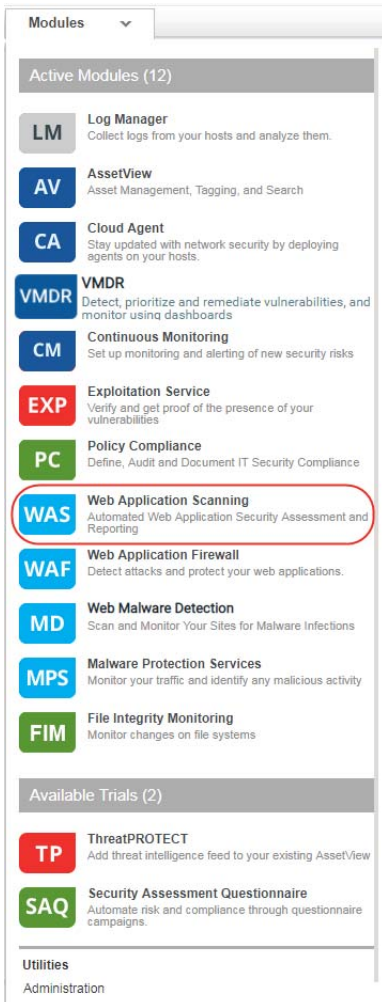 Modules
Active Modules (12)
LM
Log Manager
Collect logs from your hosts and analyze them.
AV
AssetView
Asset Management, Tagging, and Search
CA
Cloud Agent
Stay updated with network security by deploying
agents on your hosts.
VMDR
VMDR
Detect, prioritize and remediate vulnerabilities, and
monitor using dashboards
CM
Continuous Monitoring
Set up monitoring and alerting of new security risks
EXP
Exploitation Service
Verify and get proof of the presence of your
vulnerabilities
PC
Policy Compliance
Define, Audit and Document IT Security Compliance
WAS
Web Application Scanning
Automated Web Application Security Assessment and
Reporting
WAF
Web Application Firewall
Detect attacks and protect your web applications.
MD
Web Malware Detection
Scan and Monitor Your Sites for Malware Infections
MPS
Malware Protection Services
Monitor your traffic and identify any malicious activity
FIM
File Integrity Monitoring
Monitor changes on file systems
Available Trials (2)
TP
ThreatPROTECT
Add threat intelligence feed to your existing AssetView
SAQ
Security Assessment Questionnaire
Automate risk and compliance through questionnaire
campaigns.
Utilities
Administration